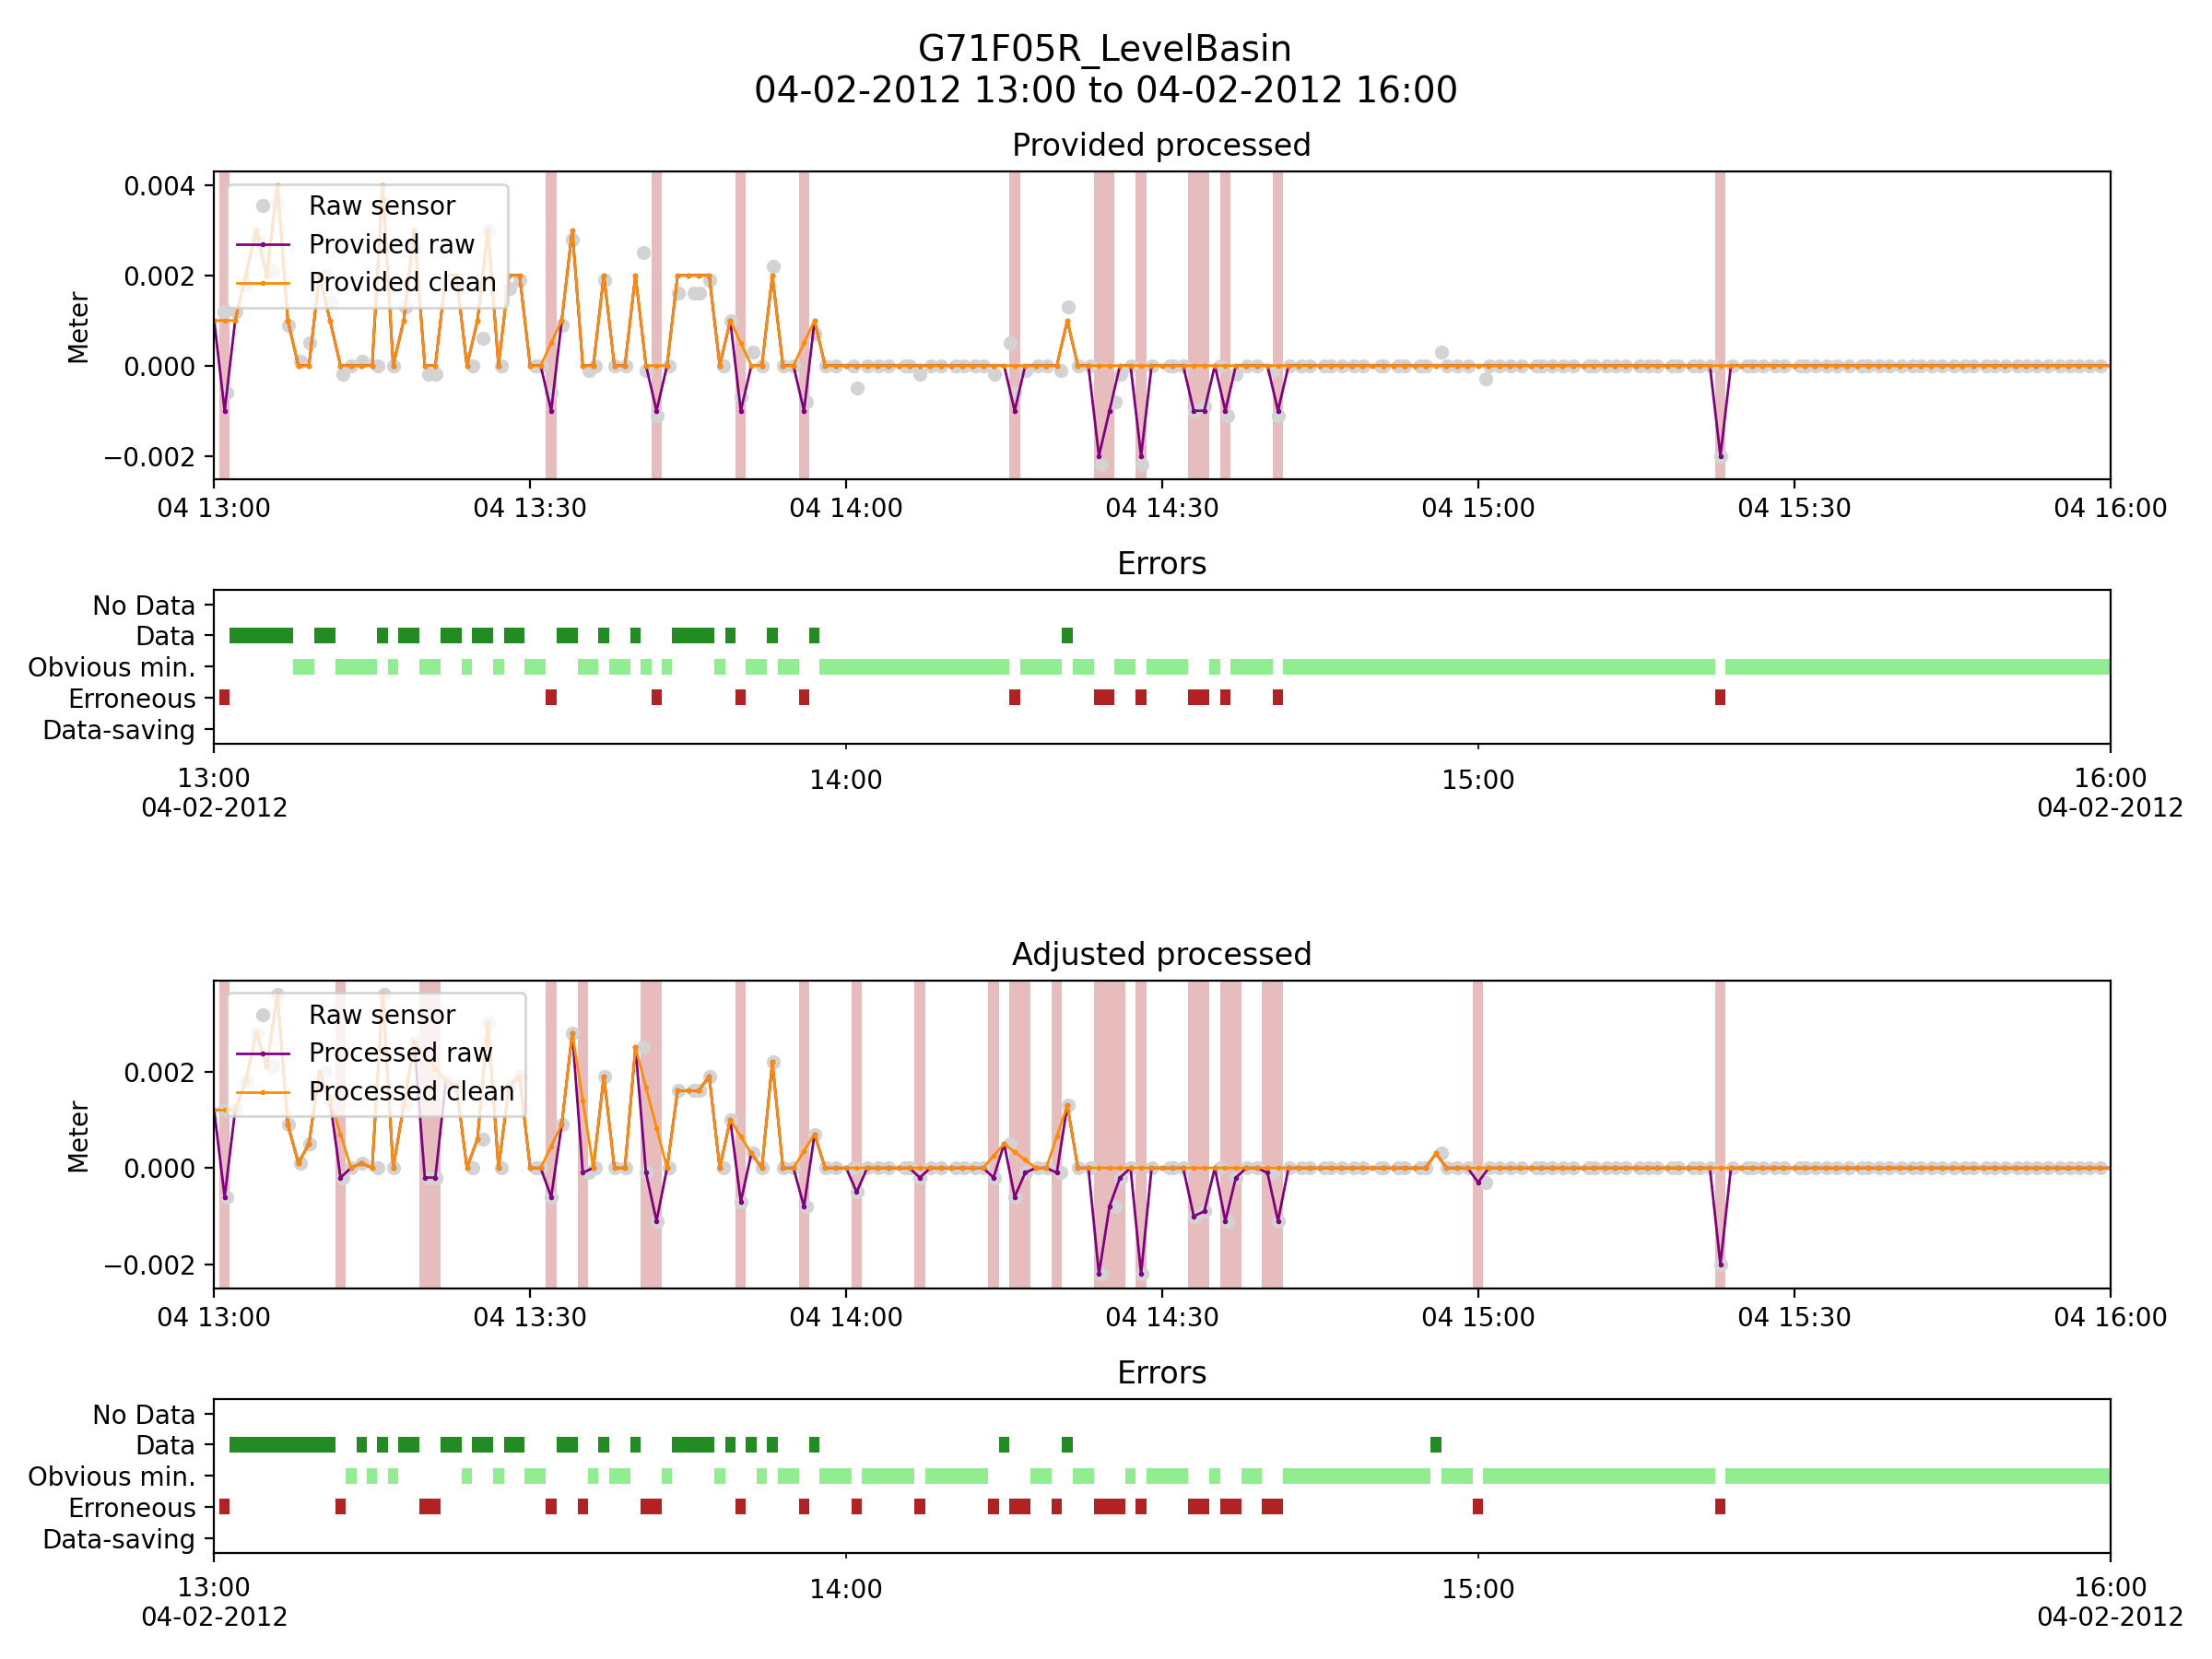 G71F05R_LevelBasin
04-02-2012 13:00 to 04-02-2012 16:00
Provided processed
Meter
0.004
0.002
0.000
−0.002
Raw sensor
Provided raw
Provided clean
04 13:00 04 13:30 04 14:00 04 14:30 04 15:00 04 15:30 04 16:00
Errors
No Data
Data
Obvious min.
Erroneous
Data-saving
13:00 14:00 15:00 16:00
04-02-2012 04-02-2012
Adjusted processed
Meter
0.002
0.000
−0.002
Raw sensor
Processed raw
Processed clean
04 13:00 04 13:30 04 14:00 04 14:30 04 15:00 04 15:30 04 16:00
Errors
No Data
Data
Obvious min.
Erroneous
Data-saving
13:00 14:00 15:00 16:00
04-02-2012 04-02-2012